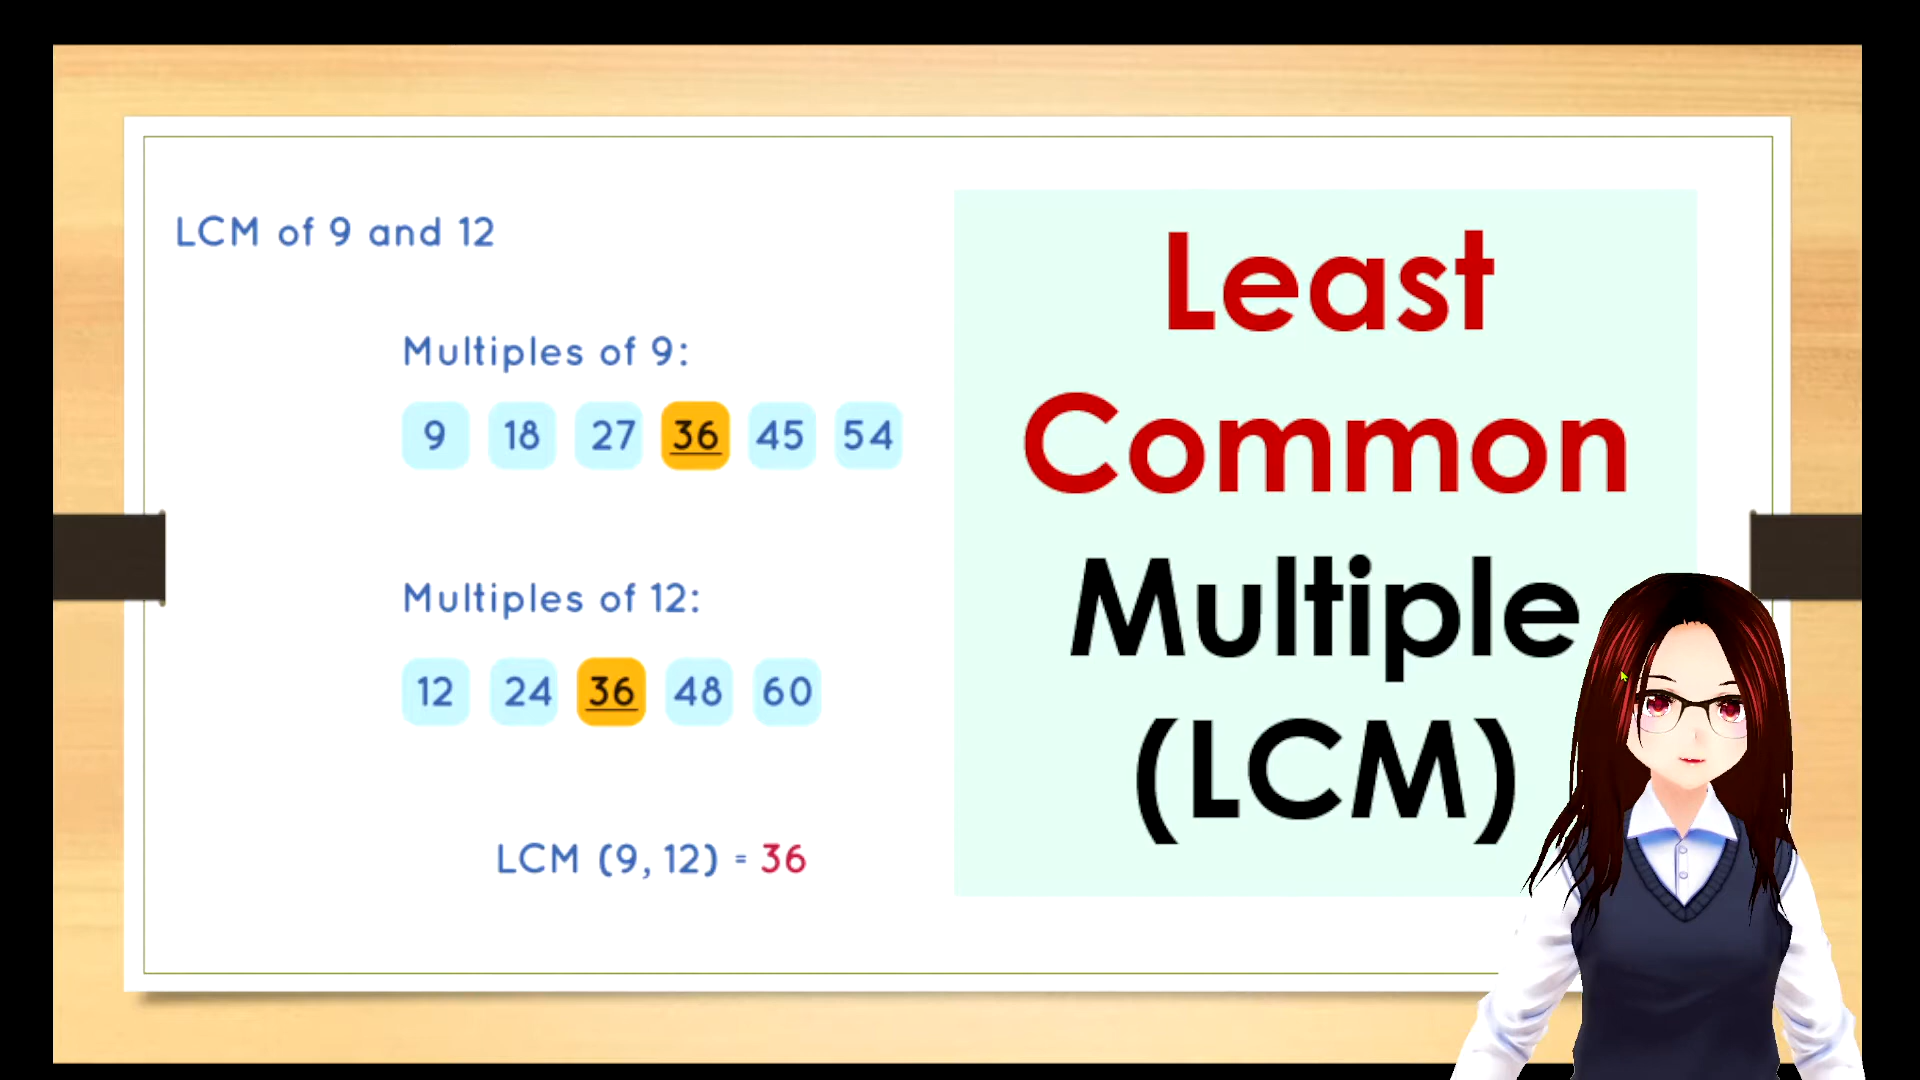 LCM of 9 and 12
Multiples of 9:
9 18 27 36 45 54
Multiples of 12:
12 24 36 48 60
LCM (9, 12) = 36
Least
Common
Multiple
(LCM)